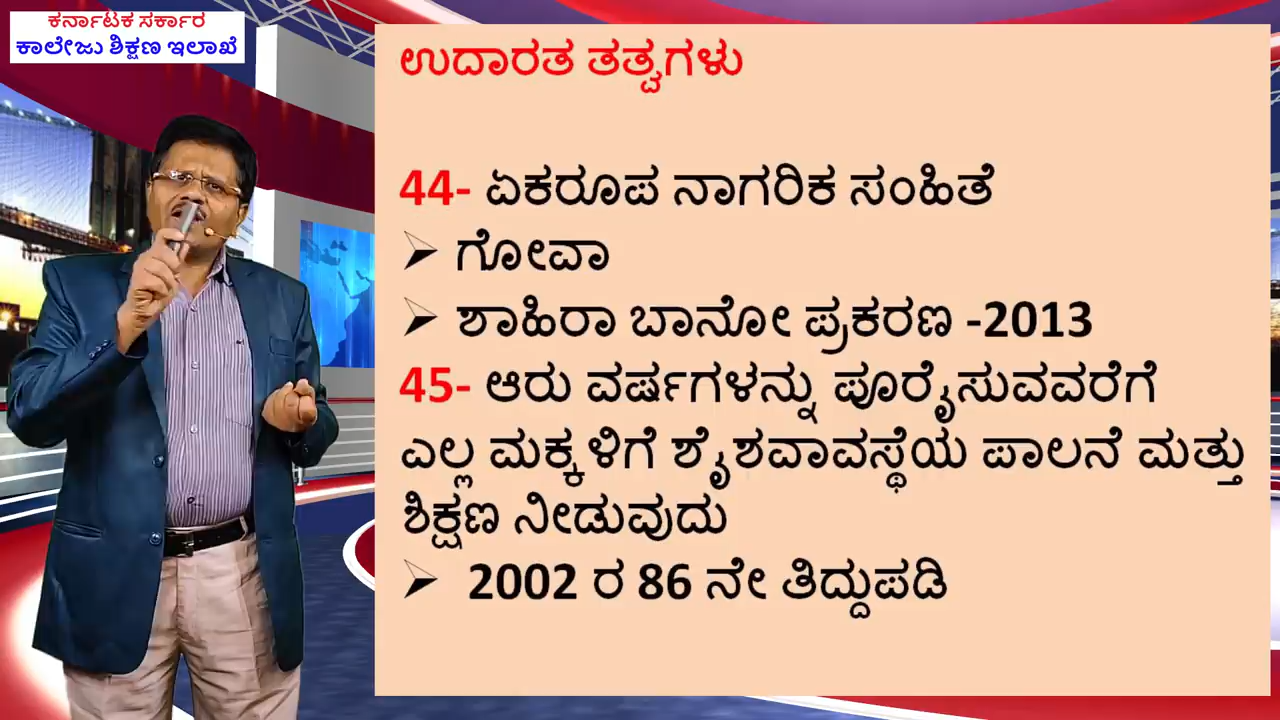 ಕರ್ನಾಟಕ ಸರ್ಕಾರ
ಕಾಲೇಜು ಶಿಕ್ಷಣ ಇಲಾಖೆ
ಉದಾರತ ತತ್ವಗಳು
44- ಏಕರೂಪ ನಾಗರಿಕ ಸಂಹಿತೆ
➢ ಗೋವಾ
➢ ಶಾಹಿರಾ ಬಾನೋ ಪ್ರಕರಣ -2013
45- ಆರು ವರ್ಷಗಳನ್ನು ಪೂರೈಸುವವರೆಗೆ
ಎಲ್ಲ ಮಕ್ಕಳಿಗೆ ಶೈಶವಾವಸ್ಥೆಯ ಪಾಲನೆ ಮತ್ತು
ಶಿಕ್ಷಣ ನೀಡುವುದು
➢ 2002 ರ 86 ನೇ ತಿದ್ದುಪಡಿ